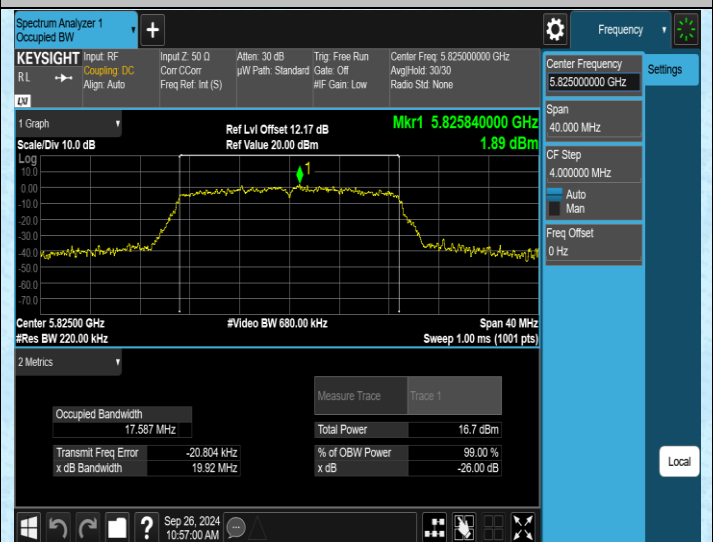 Spectrum Analyzer 1
Occupied BW
+
Frequency
KEYSIGHT
RL
Input: RF
Coupling: DC
Align: Auto
Input Z: 50 Ω
Corr CCorr
Freq Ref: Int (S)
Atten: 30 dB
µW Path: Standard
Trig: Free Run
Gate: Off
#IF Gain: Low
Center Freq: 5.825000000 GHz
Avg|Hold: 30/30
Radio Std: None
LXI
1 Graph
Scale/Div 10.0 dB
Ref Lvl Offset 12.17 dB
Ref Value 20.00 dBm
Mkr1 5.825840000 GHz
1.89 dBm
Log
10.0
0.00
-10.0
-20.0
-30.0
-40.0
-50.0
-60.0
-70.0
1
Center 5.82500 GHz
#Res BW 220.00 kHz
#Video BW 680.00 kHz
Span 40 MHz
Sweep 1.00 ms (1001 pts)
2 Metrics
Measure Trace
Trace 1
Occupied Bandwidth
17.587 MHz
Total Power
16.7 dBm
Transmit Freq Error
-20.804 kHz
% of OBW Power
99.00 %
x dB Bandwidth
19.92 MHz
x dB
-26.00 dB
Center Frequency
5.825000000 GHz
Settings
Span
40.000 MHz
CF Step
4.000000 MHz
Auto
Man
Freq Offset
0 Hz
Local
?
Sep 26, 2024
10:57:00 AM